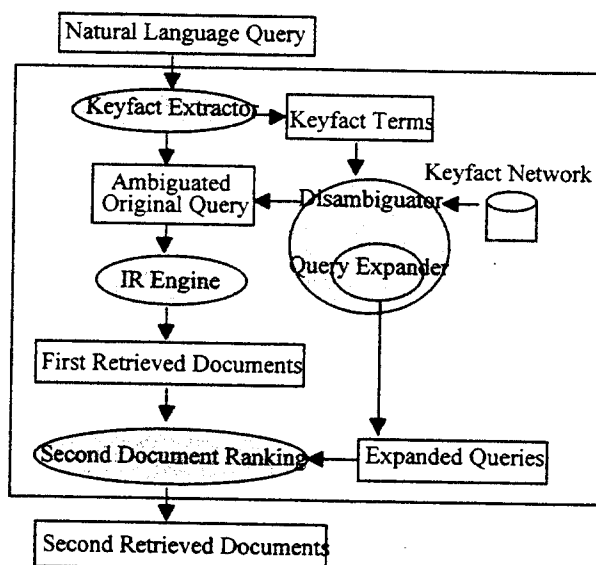 Natural Language Query
Keyfact Extractor
Keyfact Terms
Keyfact Network
Ambiguated
Original Query
Disambiguator
Query Expander
IR Engine
First Retrieved Documents
Second Document Ranking
Expanded Queries
Second Retrieved Documents